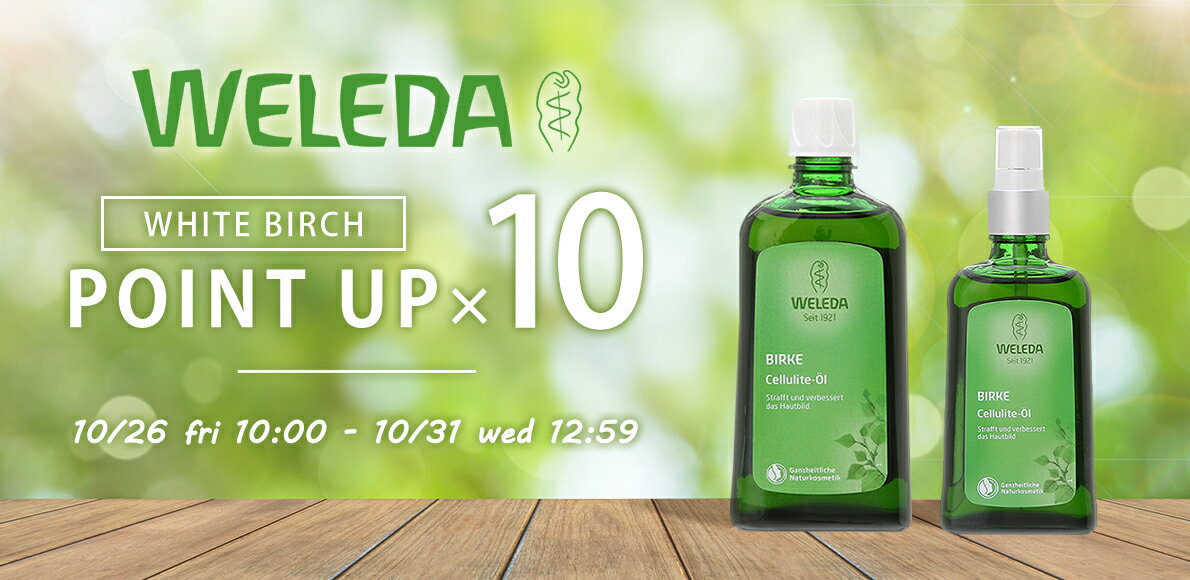 WELEDA
WHITE BIRCH
POINT UP×10
10/26 fri 10:00 - 10/31 wed 12:59
WELEDA
Seit 1921
BIRKE
Cellulite-Öl
Strafft und verbessert
das Hautbild
Ganzheitliche
Naturkosmetik
WELEDA
Seit 1921
BIRKE
Cellulite-Öl
Strafft und verbessert
das Hautbild
Ganzheitliche
Naturkosmetik